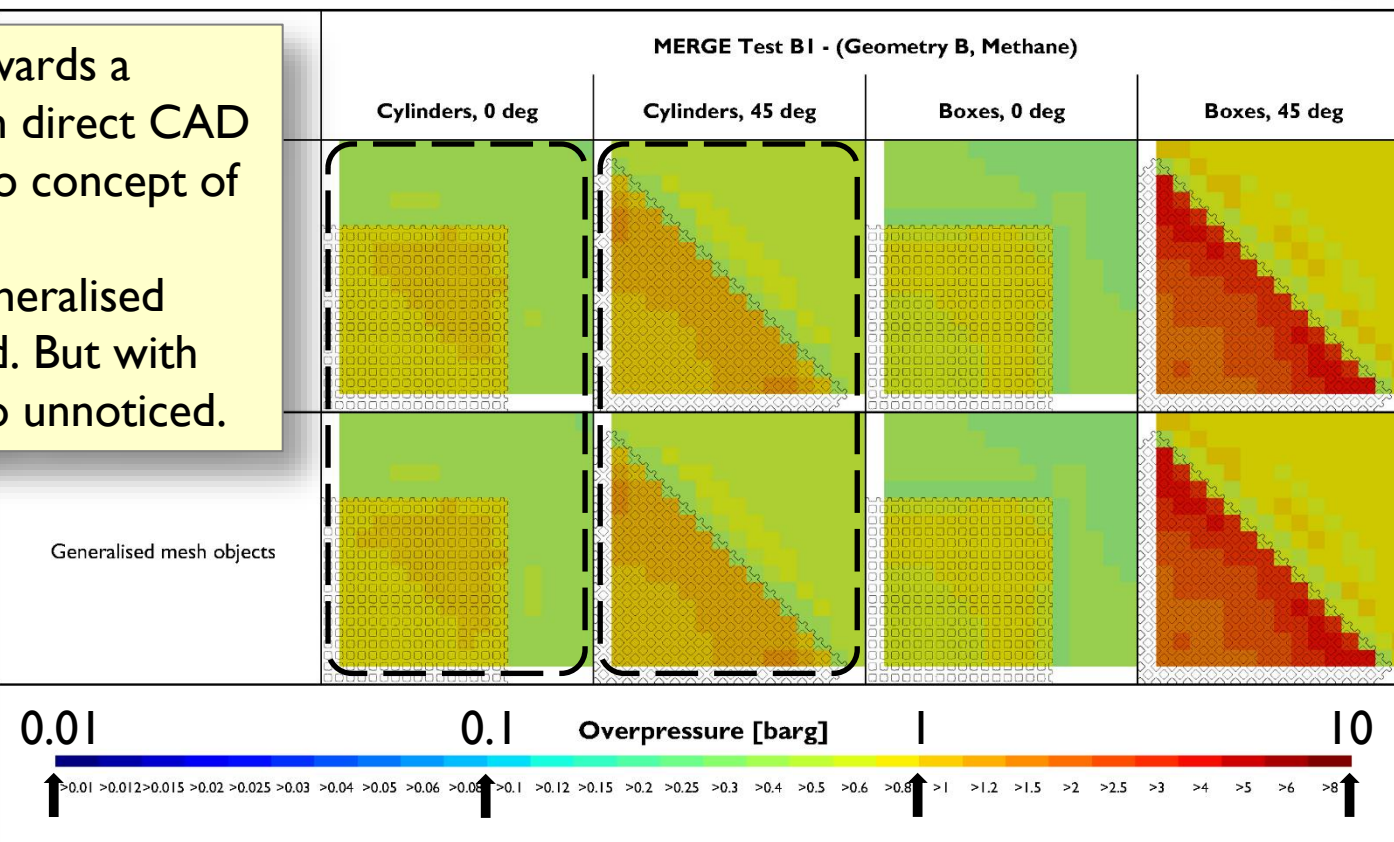 wards a
direct CAD
o concept of
neralised
d. But with
o unnoticed.
MERGE Test B1 - (Geometry B, Methane)
Cylinders, 0 deg Cylinders, 45 deg Boxes, 0 deg Boxes, 45 deg
Generalised mesh objects
0.01 0.1 Overpressure [barg] 1 10
>0.01 >0.012 >0.015 >0.02 >0.025 >0.03 >0.04 >0.05 >0.06 >0.08 >0.1 >0.12 >0.15 >0.2 >0.25 >0.3 >0.4 >0.5 >0.6 >0.8 >1 >1.2 >1.5 >2 >2.5 >3 >4 >5 >6 >8